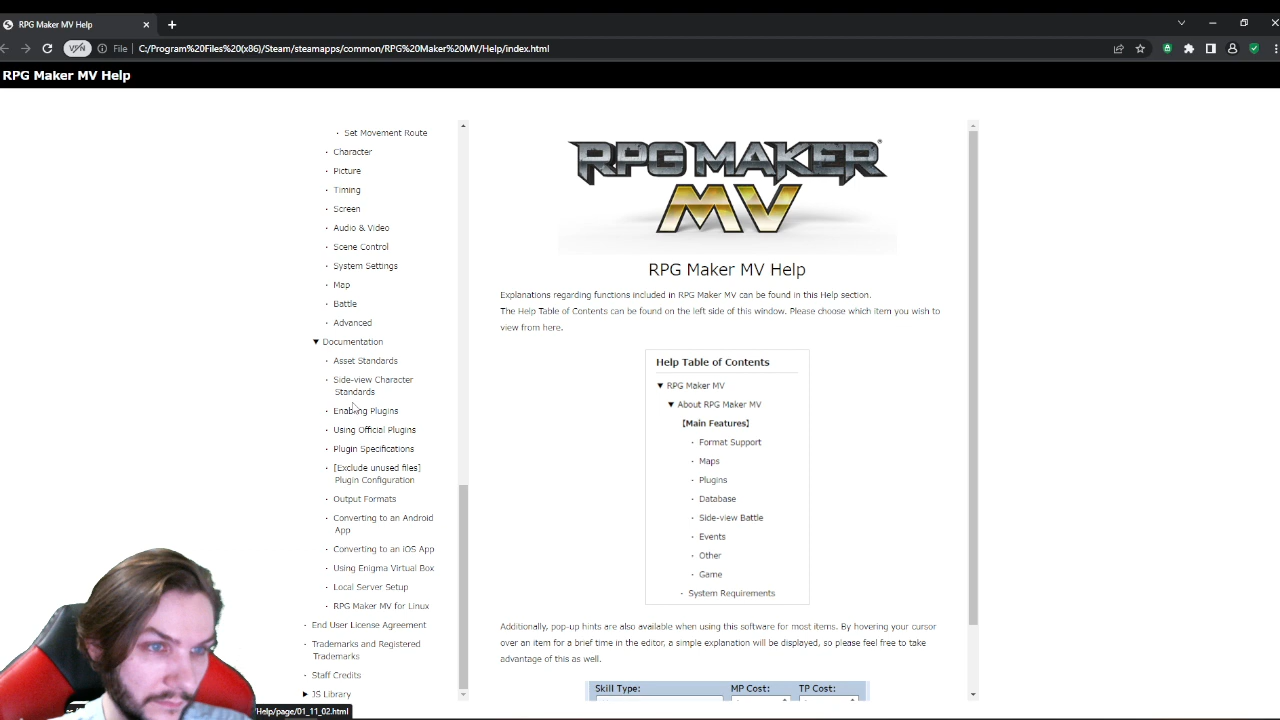 RPG Maker MV Help
VPN File C:/Program%20Files%20(x86)/Steam/steamapps/common/RPG%20Maker%20MV/Help/index.html
RPG Maker MV Help
Set Movement Route
Character
Picture
Timing
Screen
Audio & Video
Scene Control
System Settings
Map
Battle
Advanced
Documentation
Asset Standards
Side-view Character
Standards
Enabling Plugins
Using Official Plugins
Plugin Specifications
[Exclude unused files]
Plugin Configuration
Output Formats
Converting to an Android
App
Converting to an iOS App
Using Enigma Virtual Box
Local Server Setup
RPG Maker MV for Linux
End User License Agreement
Trademarks and Registered
Trademarks
Staff Credits
JS Library
/Help/page/01_11_02.html
RPG MAKER®
MV
RPG Maker MV Help
Explanations regarding functions included in RPG Maker MV can be found in this Help section.
The Help Table of Contents can be found on the left side of this window. Please choose which item you wish to
view from here.
Help Table of Contents
RPG Maker MV
About RPG Maker MV
【Main Features】
Format Support
Maps
Plugins
Database
Side-view Battle
Events
Other
Game
System Requirements
Additionally, pop-up hints are also available when using this software for most items. By hovering your cursor
over an item for a brief time in the editor, a simple explanation will be displayed, so please feel free to take
advantage of this as well.
Skill Type: MP Cost: TP Cost: